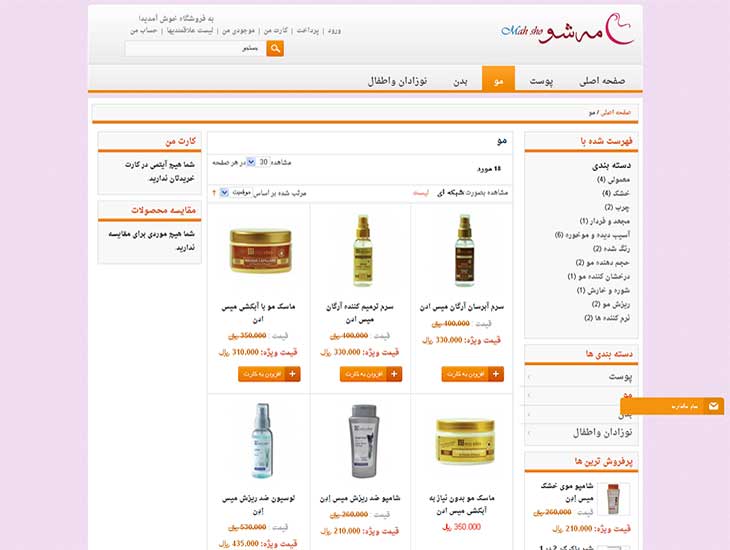 مه شو Mah sho
به فروشگاه خوش آمدیدا
ورود | پرداخت | کارت من | موجودی من | لیست علاقمندیها | حساب من
جستجو
صفحه اصلی پوست مو بدن نوزادان واطفال
صفحه اصلی / مو
فهرست شده با
دسته بندی
معمولی (4)
خشک (4)
چرب (2)
مجعد و فردار (1)
آسیب دیده و موخوره (6)
رنگ شده (2)
حجم دهنده مو (2)
درخشان کننده مو (1)
شوره و خارش (1)
ریزش مو (2)
نرم کننده ها (2)
دسته بندی ها
پوست
مو
بدن
نوزادان واطفال
پرفروش ترین ها
شامپو موی خشک
میس اِدِن
قیمت : 260,000 ﷼
قیمت ویژه: 210,000 ﷼
مو
مشاهده 30 در هر صفحه
18 مورد
مشاهده بصورت شبکه ای لیست
مرتب شده بر اساس موقعیت
سرم آبرسان آرگان میس ادن
قیمت : 400,000 ﷼
قیمت ویژه: 330,000 ﷼
افزودن به کارت
سرم ترمیم کننده آرگان
میس ادن
قیمت : 400,000 ﷼
قیمت ویژه: 330,000 ﷼
افزودن به کارت
ماسک مو با آبکشی میس
ادن
قیمت : 350,000 ﷼
قیمت ویژه: 310,000 ﷼
افزودن به کارت
ماسک مو بدون نیاز به
آبکشی میس ادن
350,000 ﷼
شامپو ضد ریزش میس اِدِن
قیمت : 260,000 ﷼
قیمت ویژه: 210,000 ﷼
لوسیون ضد ریزش میس
اِدِن
قیمت : 530,000 ﷼
قیمت ویژه: 435,000 ﷼
کارت من
شما هیچ آیتمی در کارت
خریدتان ندارید.
مقایسه محصولات
شما هیچ موردی برای مقایسه
ندارید.